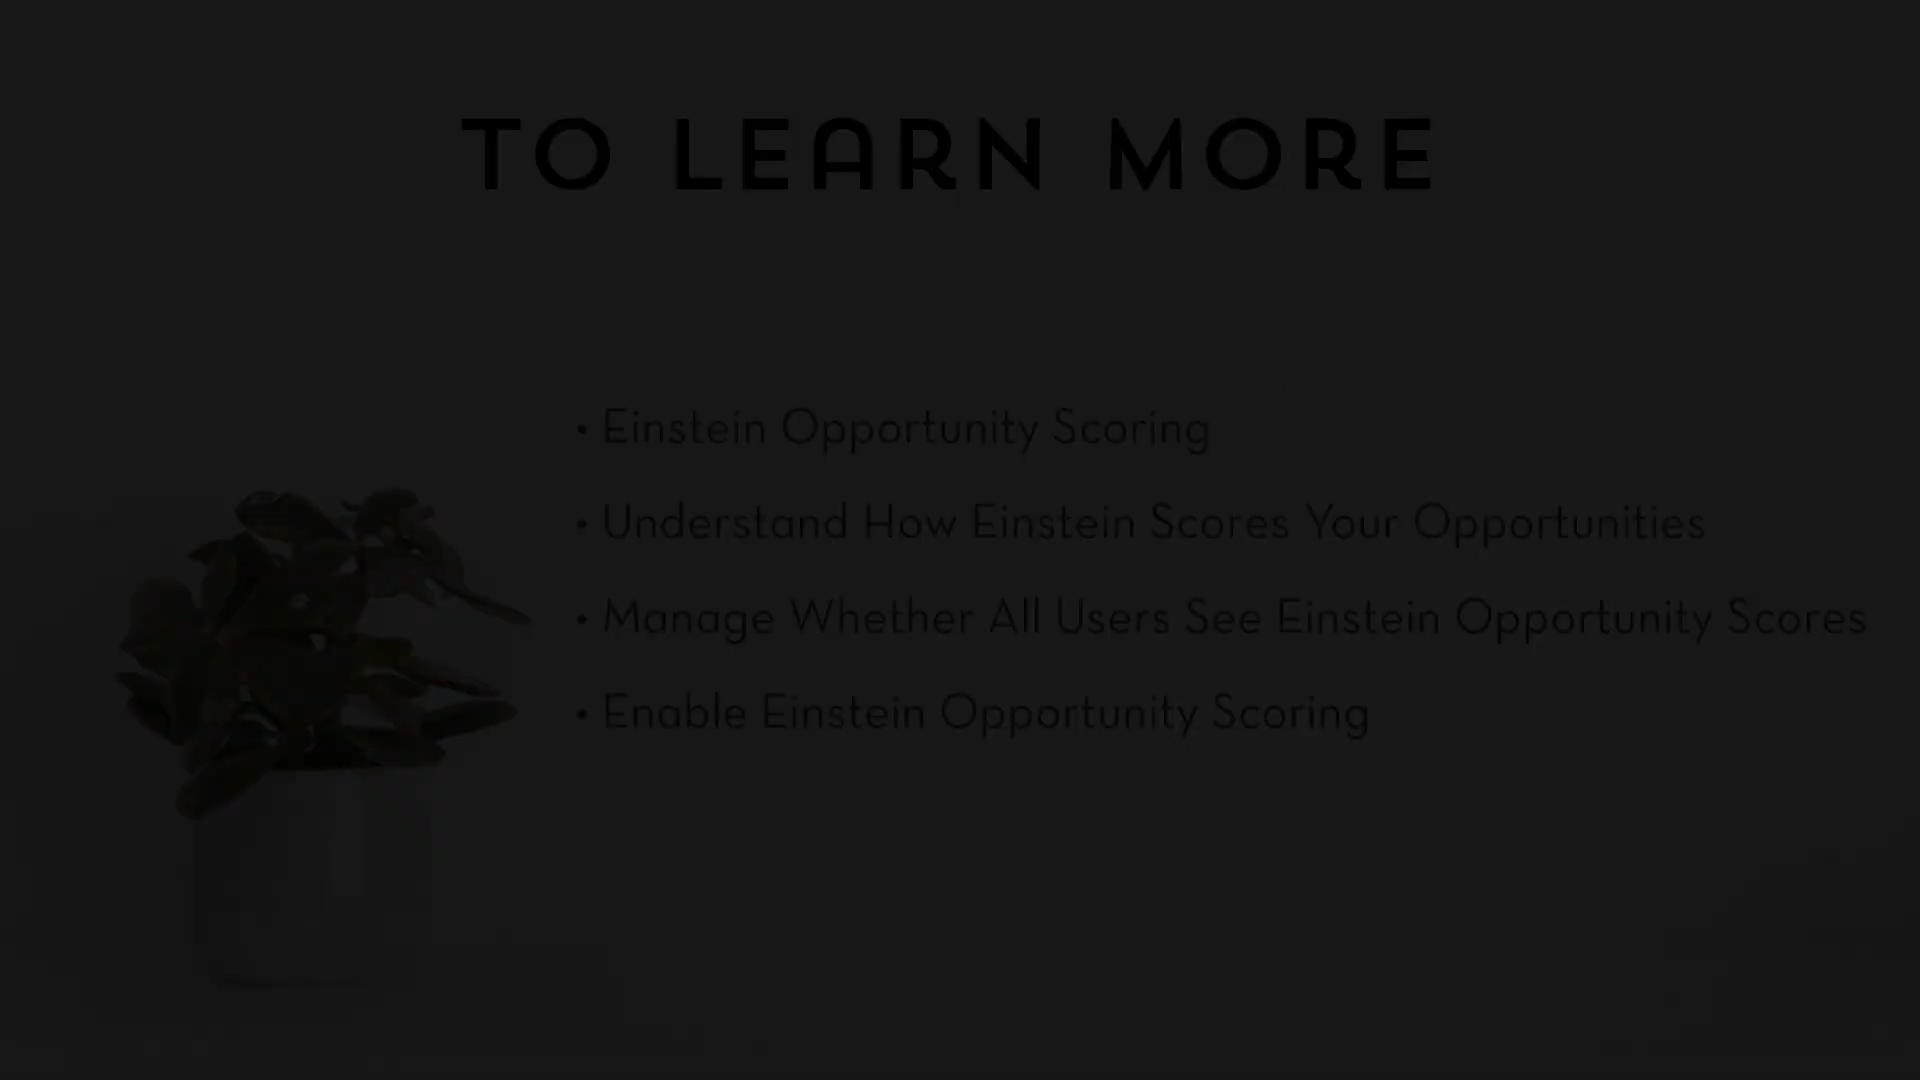 TO LEARN MORE
• Einstein Opportunity Scoring
• Understand How Einstein Scores Your Opportunities
• Manage Whether All Users See Einstein Opportunity Scores
• Enable Einstein Opportunity Scoring